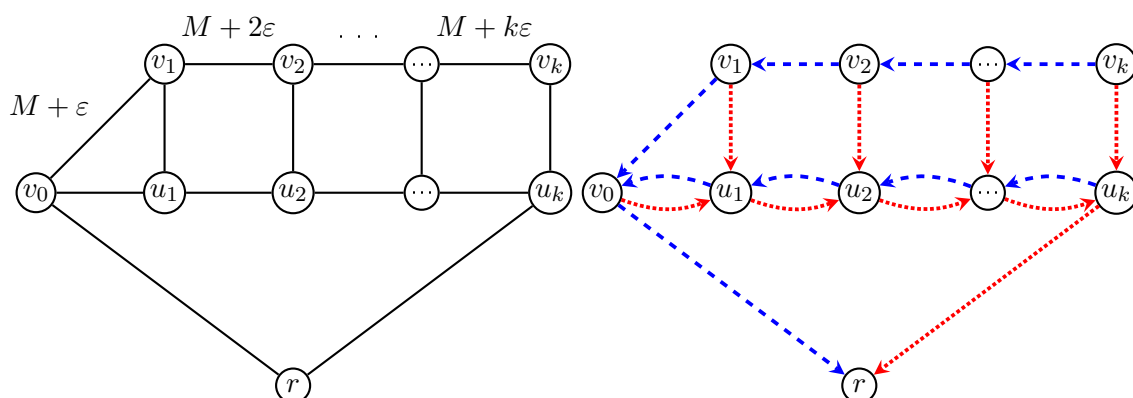 M + 2ε . . . M + kε
v₁ v₂ ... vₖ
M + ε
v₀ u₁ u₂ ... uₖ
r
v₁ v₂ ... vₖ
v₀ u₁ u₂ ... uₖ
r